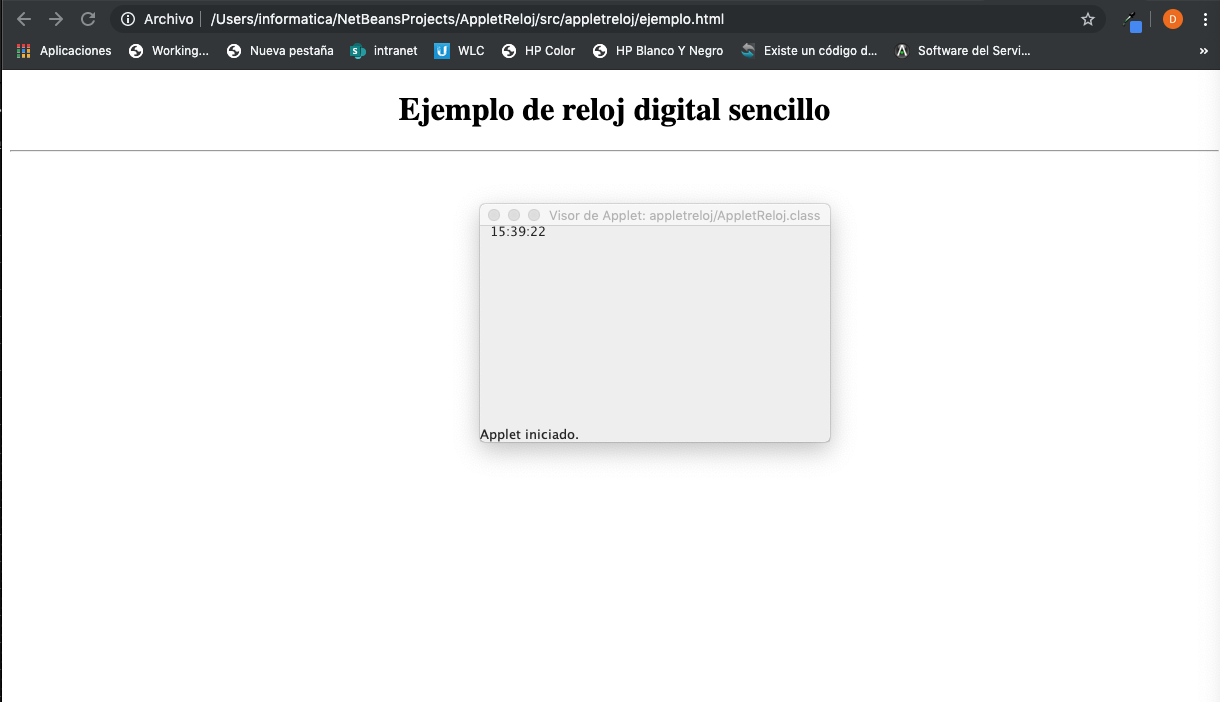 Archivo /Users/informatica/NetBeansProjects/AppletReloj/src/appletreloj/ejemplo.html D
Aplicaciones Working... Nueva pestaña S intranet U WLC HP Color HP Blanco Y Negro Existe un código d... Software del Servi... »
Ejemplo de reloj digital sencillo
Visor de Applet: appletreloj/AppletReloj.class
15:39:22
Applet iniciado.